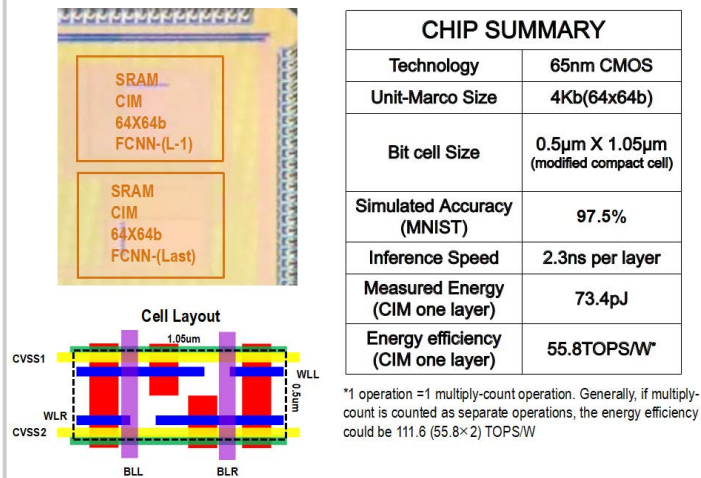 SRAM
CIM
64X64b
FCNN-(L-1)
SRAM
CIM
64X64b
FCNN-(Last)
Cell Layout
1.05um
CVSS1
WLL
0.5um
WLR
CVSS2
BLL
BLR
CHIP SUMMARY
Technology
65nm CMOS
Unit-Marco Size
4Kb(64x64b)
Bit cell Size
0.5μm X 1.05μm
(modified compact cell)
Simulated Accuracy
(MNIST)
97.5%
Inference Speed
2.3ns per layer
Measured Energy
(CIM one layer)
73.4pJ
Energy efficiency
(CIM one layer)
55.8TOPS/W*
*1 operation =1 multiply-count operation. Generally, if multiply-
count is counted as separate operations, the energy efficiency
could be 111.6 (55.8×2) TOPS/W